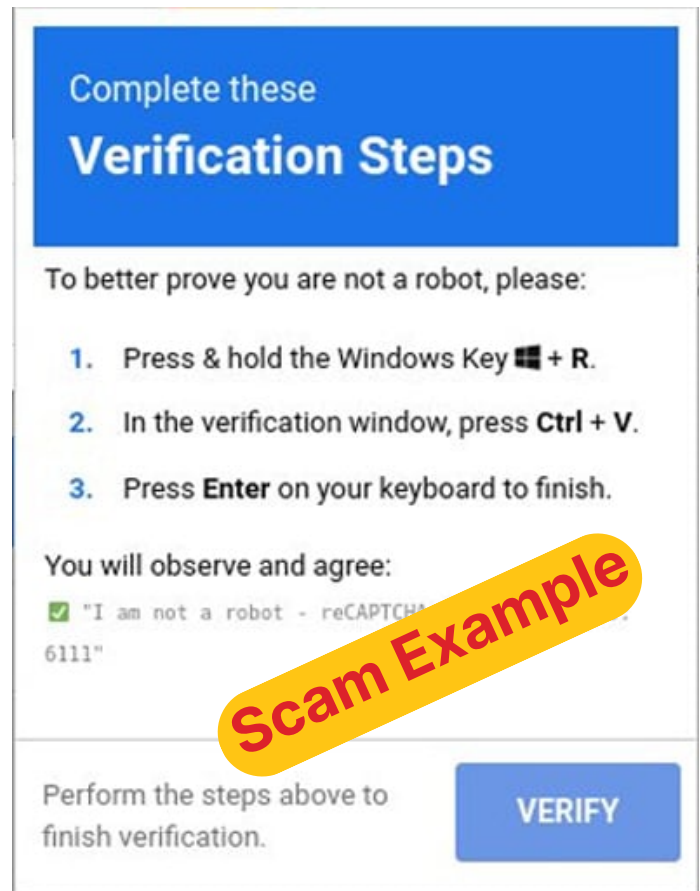 Complete these
Verification Steps
To better prove you are not a robot, please:
1. Press & hold the Windows Key + R.
2. In the verification window, press Ctrl + V.
3. Press Enter on your keyboard to finish.
You will observe and agree:
✅ "I am not a robot - reCAPTCHA
6111"
Scam Example
Perform the steps above to
finish verification.
VERIFY